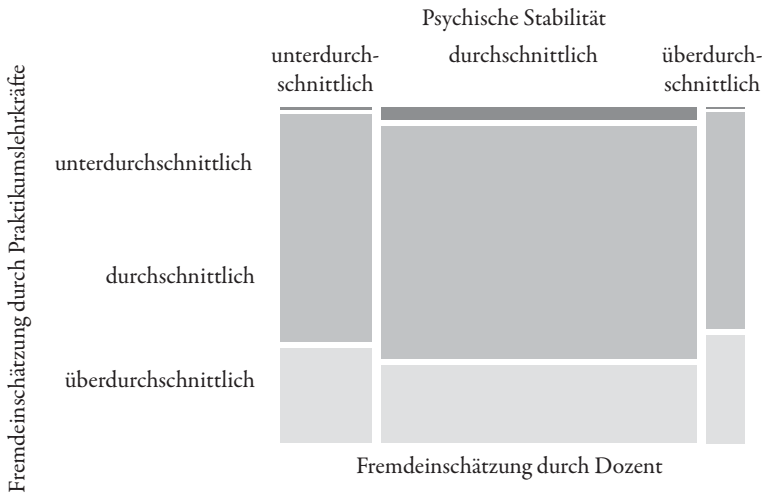 Psychische Stabilität
unterdurch-
schnittlich
durchschnittlich
überdurch-
schnittlich
Fremdeinschätzung durch Praktikumslehrkräfte
unterdurchschnittlich
durchschnittlich
überdurchschnittlich
Fremdeinschätzung durch Dozent